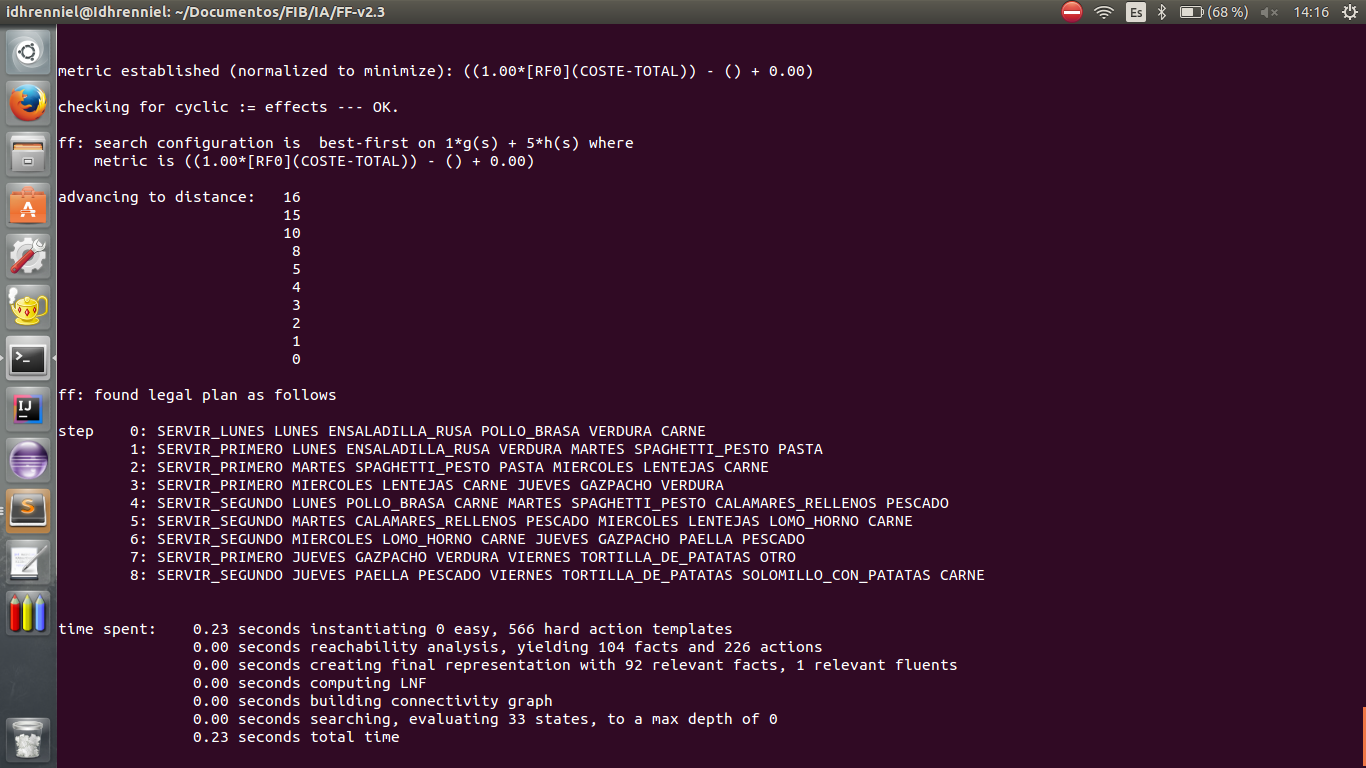 idhrenniel@Idhrenniel: ~/Documentos/FIB/IA/FF-v2.3
Es
(68 %)
14:16
metric established (normalized to minimize): ((1.00*[RF0](COSTE-TOTAL)) - () + 0.00)
checking for cyclic := effects --- OK.
ff: search configuration is  best-first on 1*g(s) + 5*h(s) where
    metric is ((1.00*[RF0](COSTE-TOTAL)) - () + 0.00)
advancing to distance:   16
15
10
8
5
4
3
2
1
0
ff: found legal plan as follows
step    0: SERVIR_LUNES LUNES ENSALADILLA_RUSA POLLO_BRASA VERDURA CARNE
1: SERVIR_PRIMERO LUNES ENSALADILLA_RUSA VERDURA MARTES SPAGHETTI_PESTO PASTA
2: SERVIR_PRIMERO MARTES SPAGHETTI_PESTO PASTA MIERCOLES LENTEJAS CARNE
3: SERVIR_PRIMERO MIERCOLES LENTEJAS CARNE JUEVES GAZPACHO VERDURA
4: SERVIR_SEGUNDO LUNES POLLO_BRASA CARNE MARTES SPAGHETTI_PESTO CALAMARES_RELLENOS PESCADO
5: SERVIR_SEGUNDO MARTES CALAMARES_RELLENOS PESCADO MIERCOLES LENTEJAS LOMO_HORNO CARNE
6: SERVIR_SEGUNDO MIERCOLES LOMO_HORNO CARNE JUEVES GAZPACHO PAELLA PESCADO
7: SERVIR_PRIMERO JUEVES GAZPACHO VERDURA VIERNES TORTILLA_DE_PATATAS OTRO
8: SERVIR_SEGUNDO JUEVES PAELLA PESCADO VIERNES TORTILLA_DE_PATATAS SOLOMILLO_CON_PATATAS CARNE
time spent:    0.23 seconds instantiating 0 easy, 566 hard action templates
0.00 seconds reachability analysis, yielding 104 facts and 226 actions
0.00 seconds creating final representation with 92 relevant facts, 1 relevant fluents
0.00 seconds computing LNF
0.00 seconds building connectivity graph
0.00 seconds searching, evaluating 33 states, to a max depth of 0
0.23 seconds total time
A
>_
IJ
S